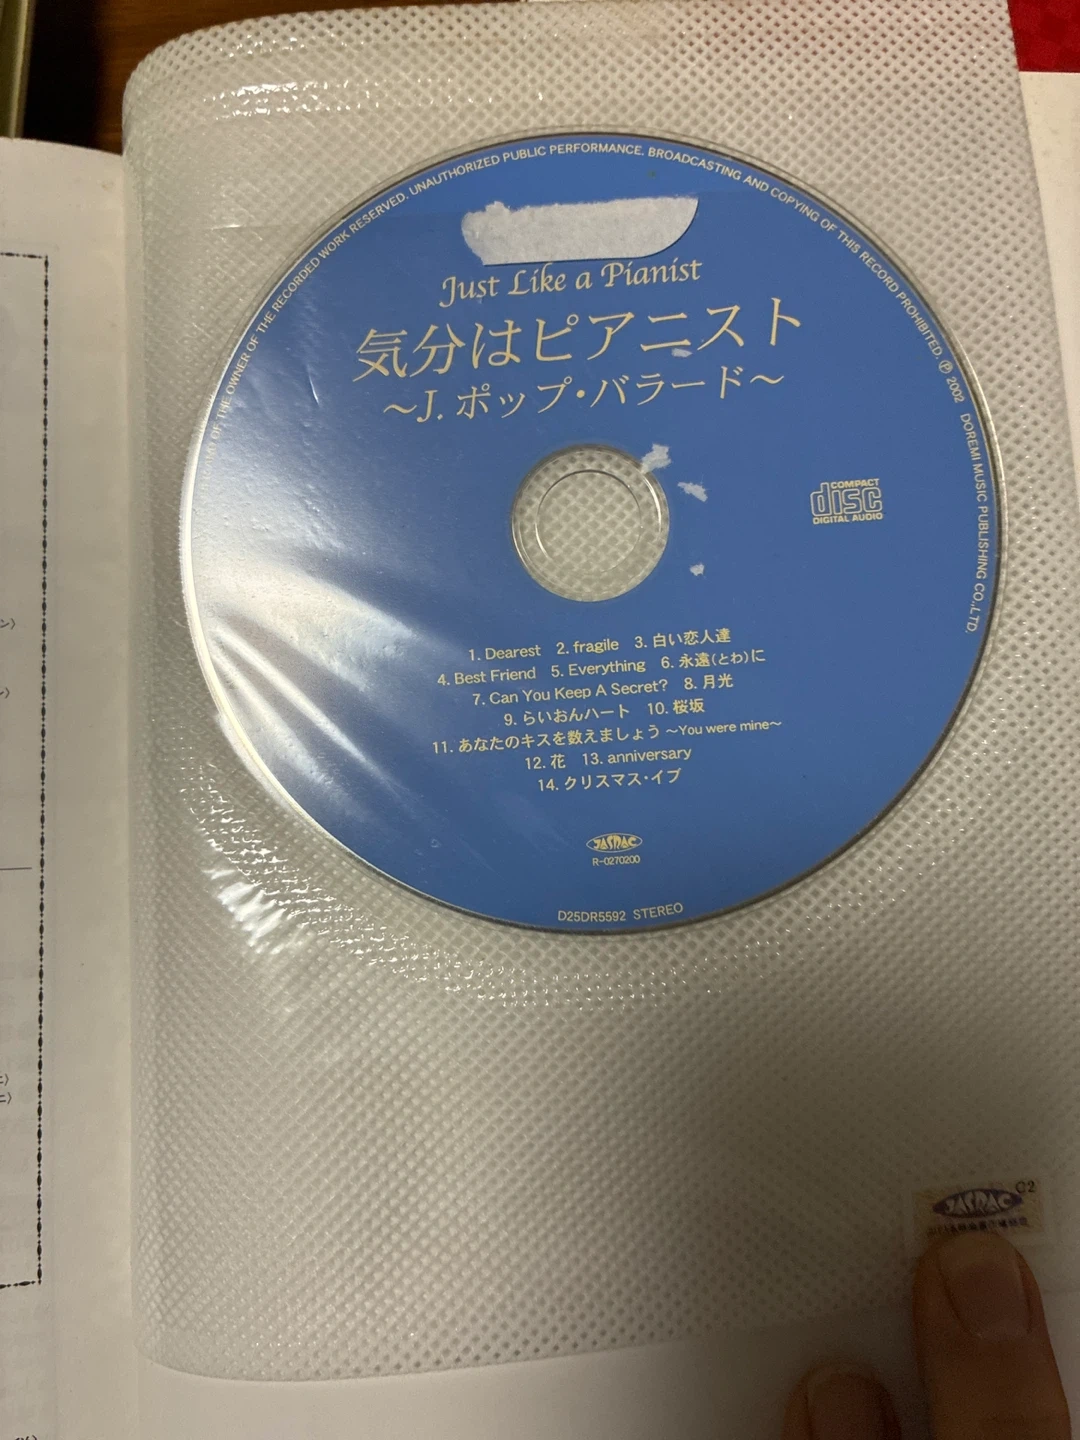 OF THE OWNER OF THE RECORDED WORK RESERVED. UNAUTHORIZED PUBLIC PERFORMANCE. BROADCASTING AND COPYING OF THIS RECORD PROHIBITED. ℗ 2002 DOREMI MUSIC PUBLISHING CO.,LTD.
Just Like a Pianist
気分はピアニスト
〜J. ポップ・バラード〜
COMPACT
disc
DIGITAL AUDIO
1. Dearest 2. fragile 3. 白い恋人達
4. Best Friend 5. Everything 6. 永遠(とわ)に
7. Can You Keep A Secret? 8. 月光
9. らいおんハート 10. 桜坂
11. あなたのキスを数えましょう 〜You were mine〜
12. 花 13. anniversary
14. クリスマス・イブ
JASRAC
R-0270200
D25DR5592 STEREO
JASRAC